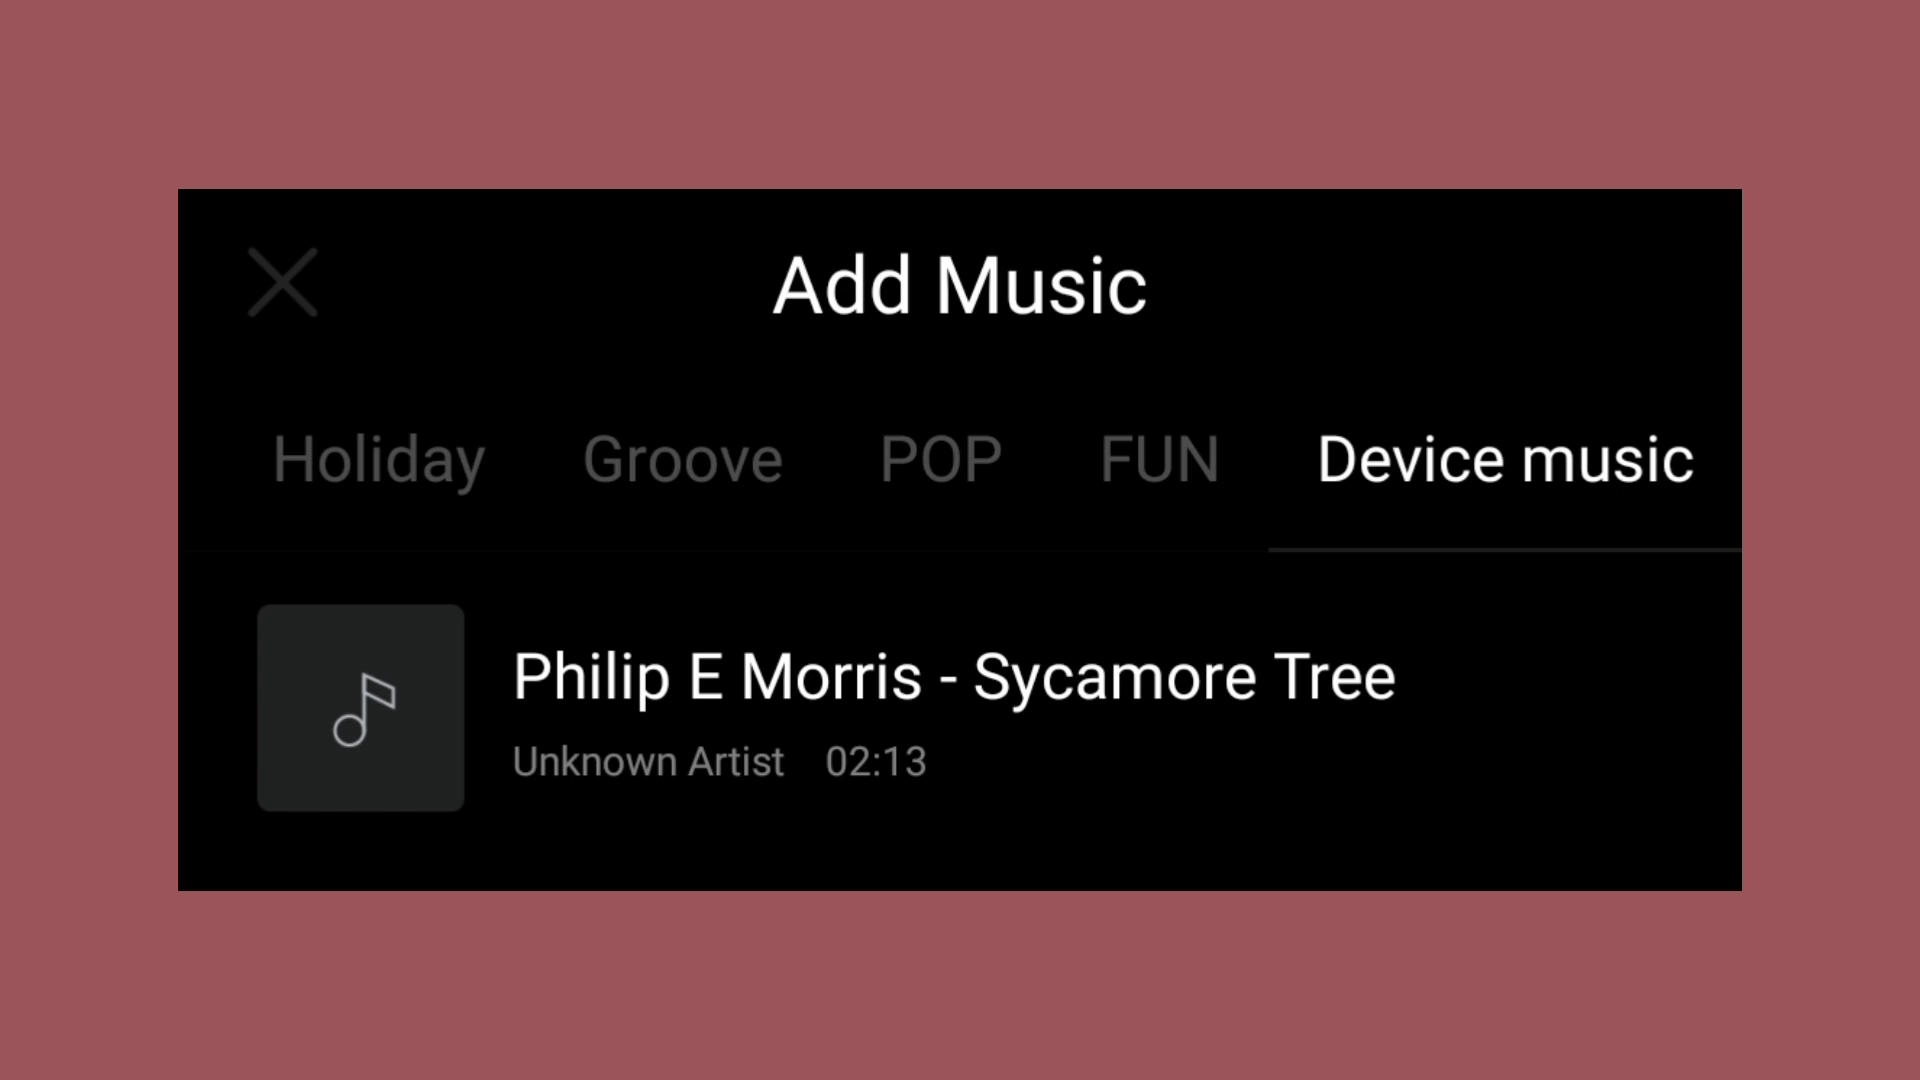 Add Music
Holiday Groove POP FUN Device music
Philip E Morris - Sycamore Tree
Unknown Artist 02:13